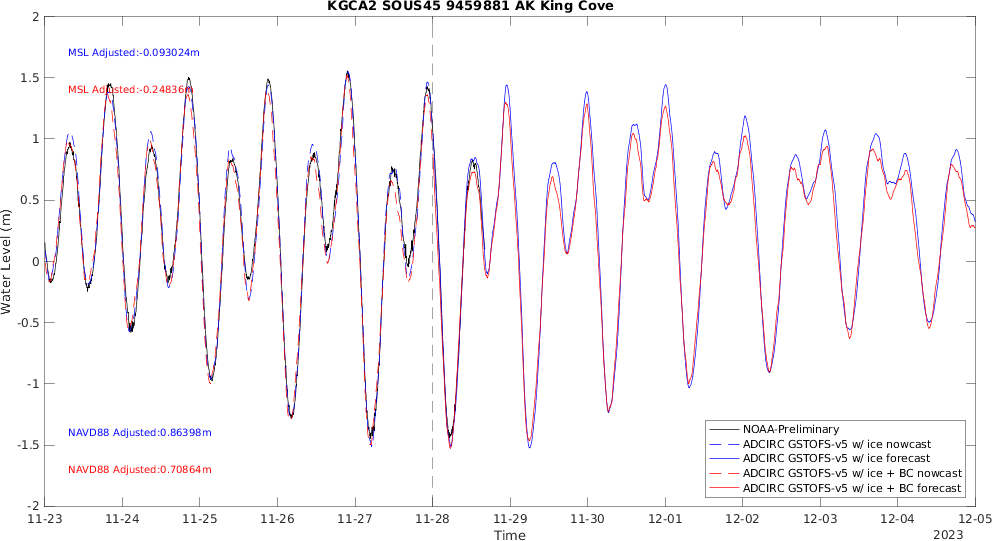 KGCA2 SOUS45 9459881 AK King Cove
MSL Adjusted:-0.093024m
MSL Adjusted:-0.24836m
NAVD88 Adjusted:0.86398m
NAVD88 Adjusted:0.70864m
Water Level (m)
2
1.5
1
0.5
0
-0.5
-1
-1.5
-2
NOAA-Preliminary
ADCIRC GSTOFS-v5 w/ ice nowcast
ADCIRC GSTOFS-v5 w/ ice forecast
ADCIRC GSTOFS-v5 w/ ice + BC nowcast
ADCIRC GSTOFS-v5 w/ ice + BC forecast
11-23 11-24 11-25 11-26 11-27 11-28 11-29 11-30 12-01 12-02 12-03 12-04 12-05
Time
2023